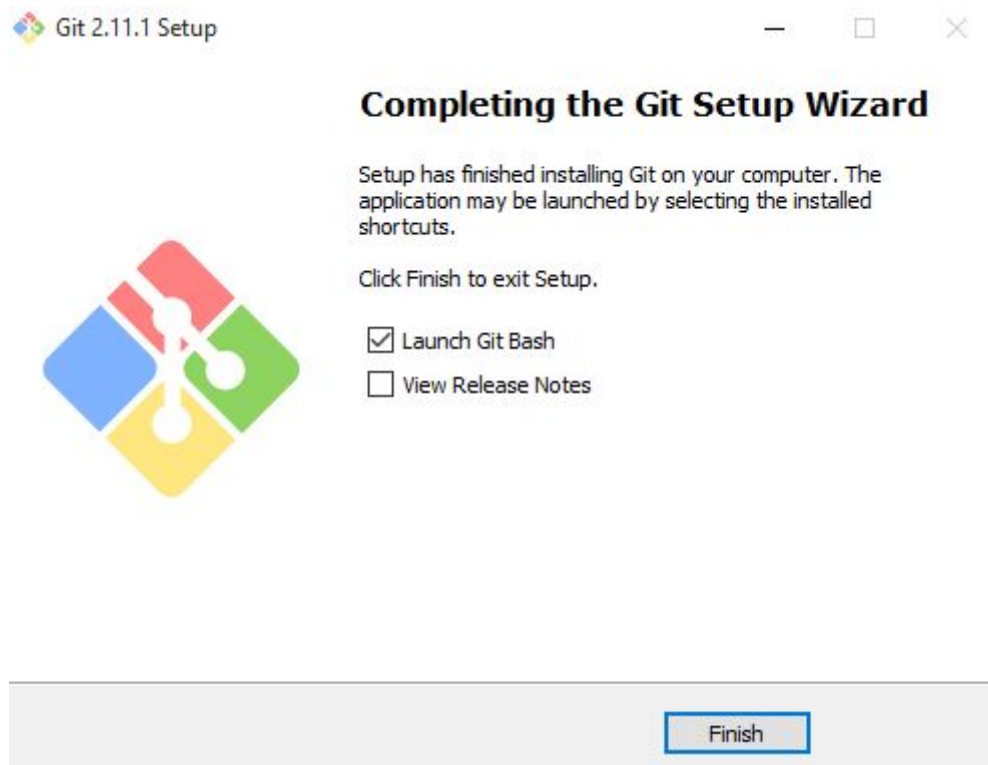 Git 2.11.1 Setup
Completing the Git Setup Wizard
Setup has finished installing Git on your computer. The
application may be launched by selecting the installed
shortcuts.
Click Finish to exit Setup.
Launch Git Bash
View Release Notes
Finish